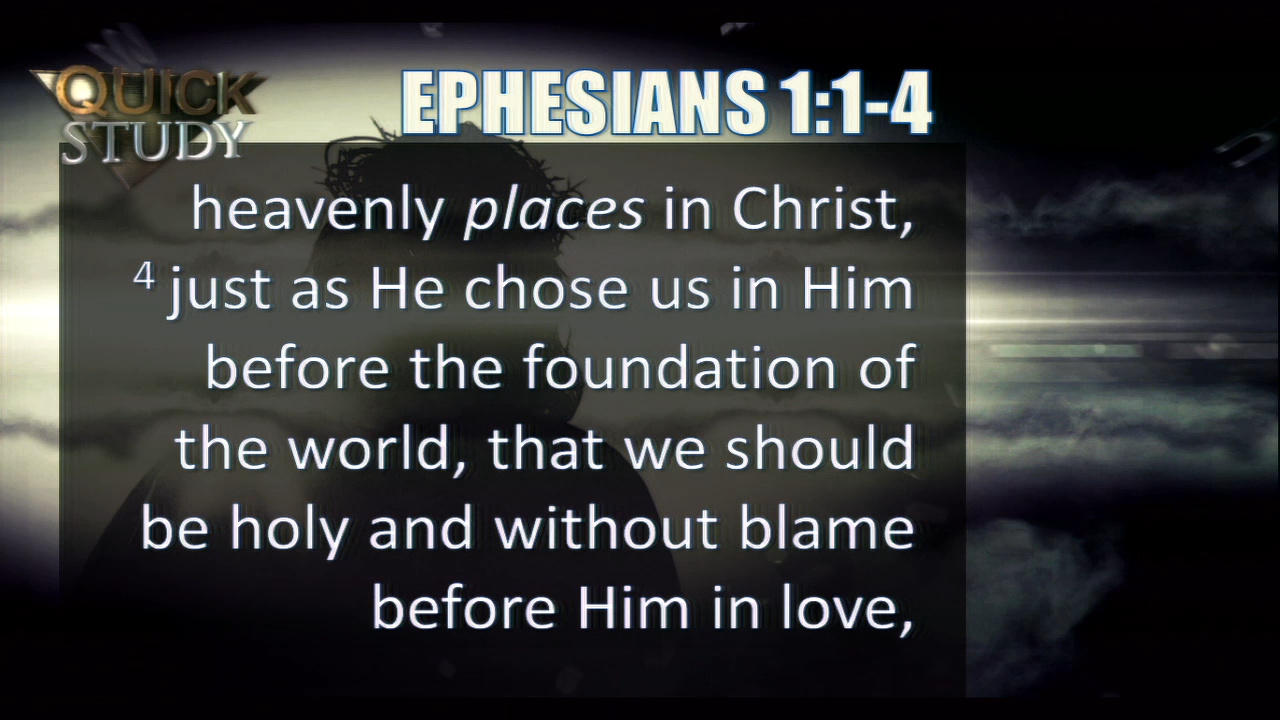 QUICK
STUDY
EPHESIANS 1:1-4
heavenly places in Christ,
4 just as He chose us in Him
before the foundation of
the world, that we should
be holy and without blame
before Him in love,